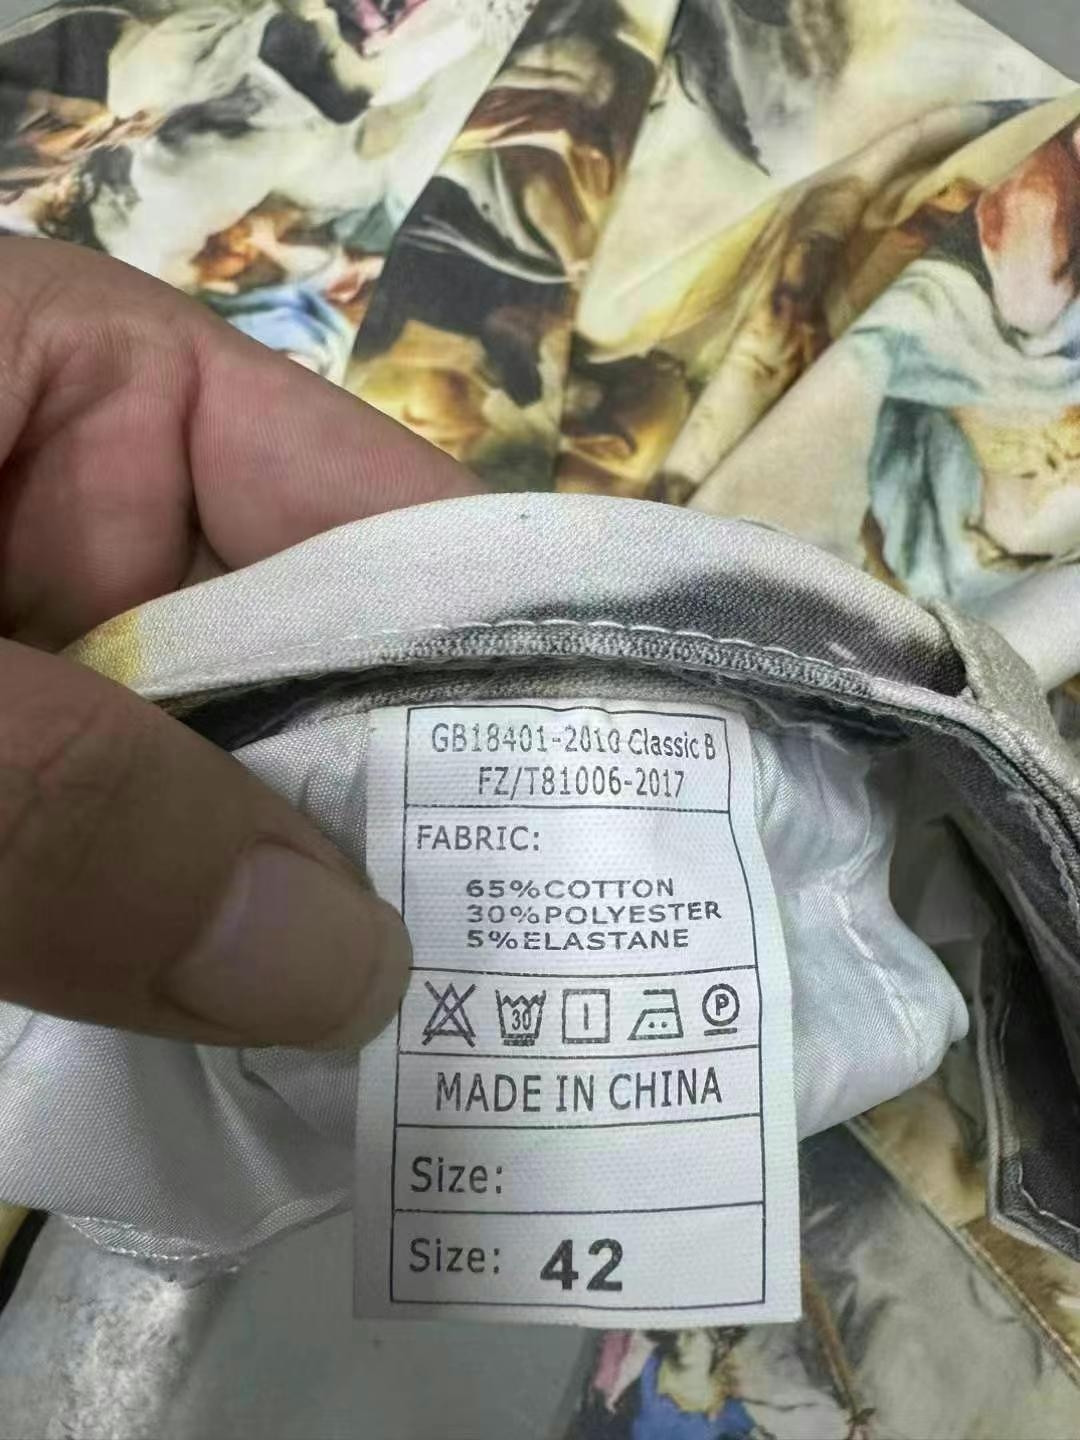 GB18401-2010 Classic B
FZ/T81006-2017
FABRIC:
65%COTTON
30%POLYESTER
5%ELASTANE
30 P
MADE IN CHINA
Size:
Size: 42